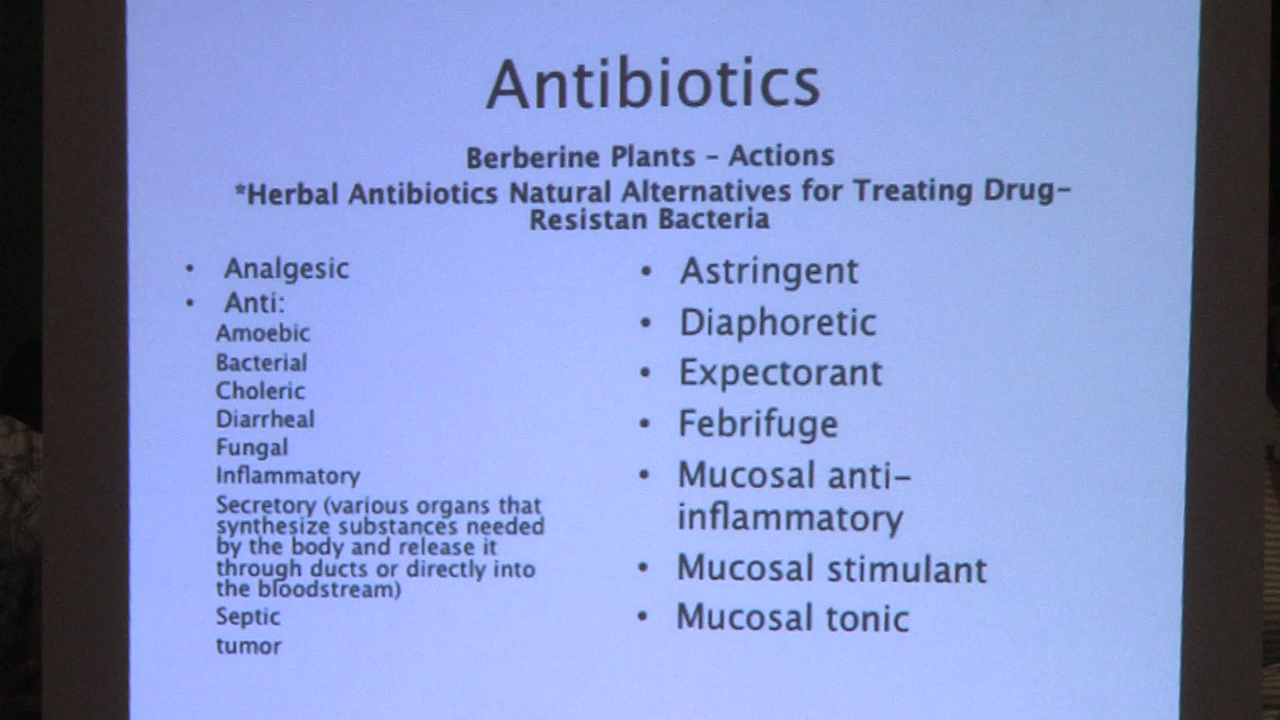 Antibiotics
Berberine Plants – Actions
*Herbal Antibiotics Natural Alternatives for Treating Drug–
Resistan Bacteria
• Analgesic
• Anti:
Amoebic
Bacterial
Choleric
Diarrheal
Fungal
Inflammatory
Secretory (various organs that
synthesize substances needed
by the body and release it
through ducts or directly into
the bloodstream)
Septic
tumor
• Astringent
• Diaphoretic
• Expectorant
• Febrifuge
• Mucosal anti–
inflammatory
• Mucosal stimulant
• Mucosal tonic